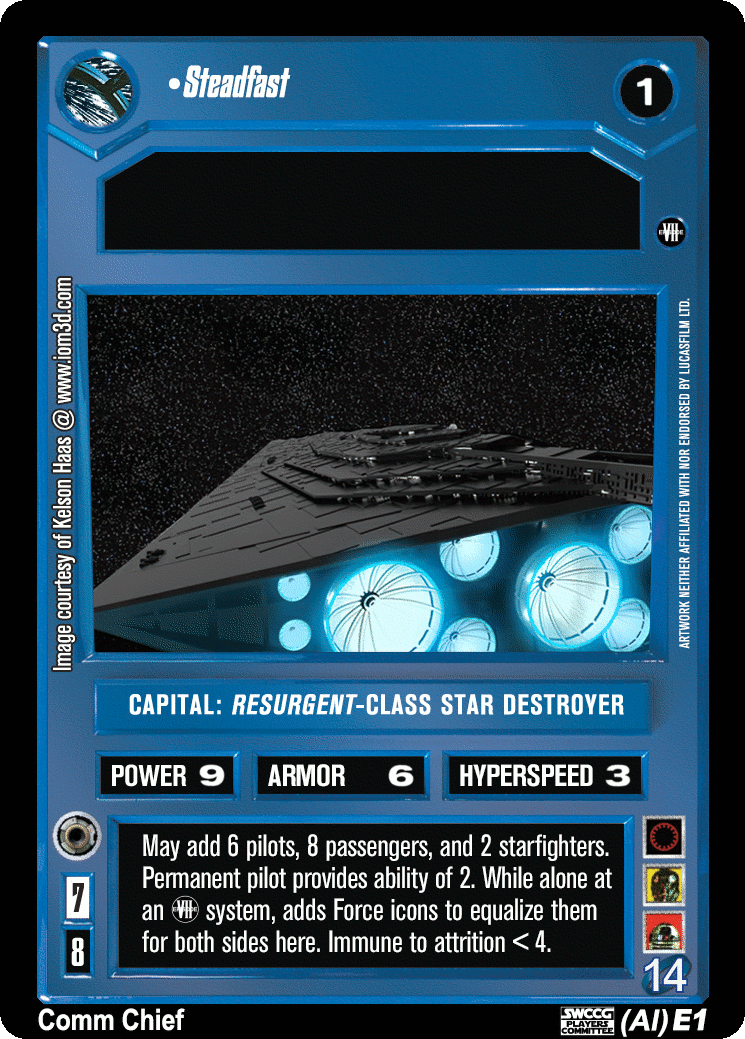 •Steadfast
1
EPISODE VII
Image courtesy of Kelson Haas @ www.iom3d.com
ARTWORK NEITHER AFFILIATED WITH NOR ENDORSED BY LUCASFILM LTD.
CAPITAL: RESURGENT-CLASS STAR DESTROYER
POWER 9 ARMOR 6 HYPERSPEED 3
May add 6 pilots, 8 passengers, and 2 starfighters.
Permanent pilot provides ability of 2. While alone at
an EPISODE VII system, adds Force icons to equalize them
for both sides here. Immune to attrition < 4.
7
8
14
Comm Chief
SWCCG
PLAYERS
COMMITTEE
(AI) E1